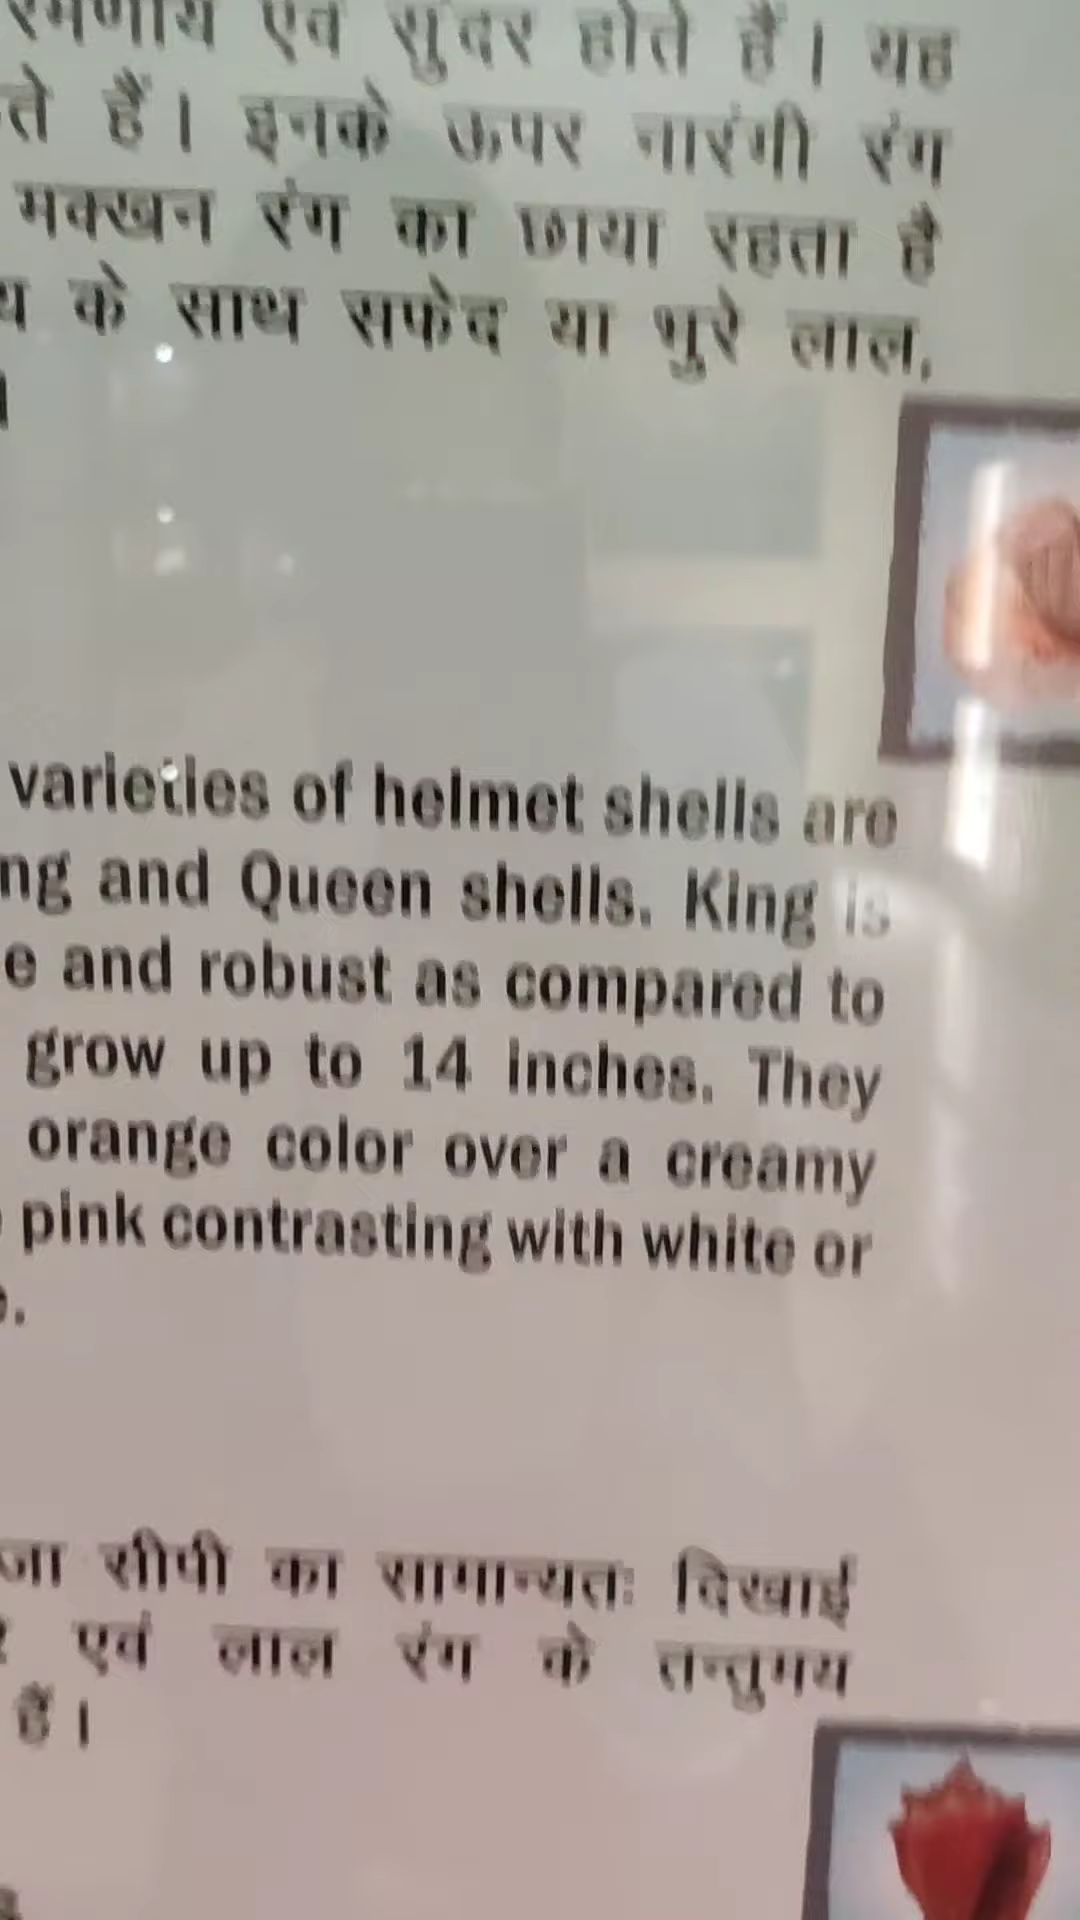 रमणीय एवं सुंदर होते हैं। यह
ते हैं। इनके ऊपर नारंगी रंग
मक्खन रंग का छाया रहता है
के साथ सफेद या भुरे लाल,
।
varieties of helmet shells are
ng and Queen shells. King is
e and robust as compared to
grow up to 14 inches. They
orange color over a creamy
pink contrasting with white or
.
जा सीपी का सामान्यतः दिखाई
एवं लाल रंग के तन्तुमय
हैं।